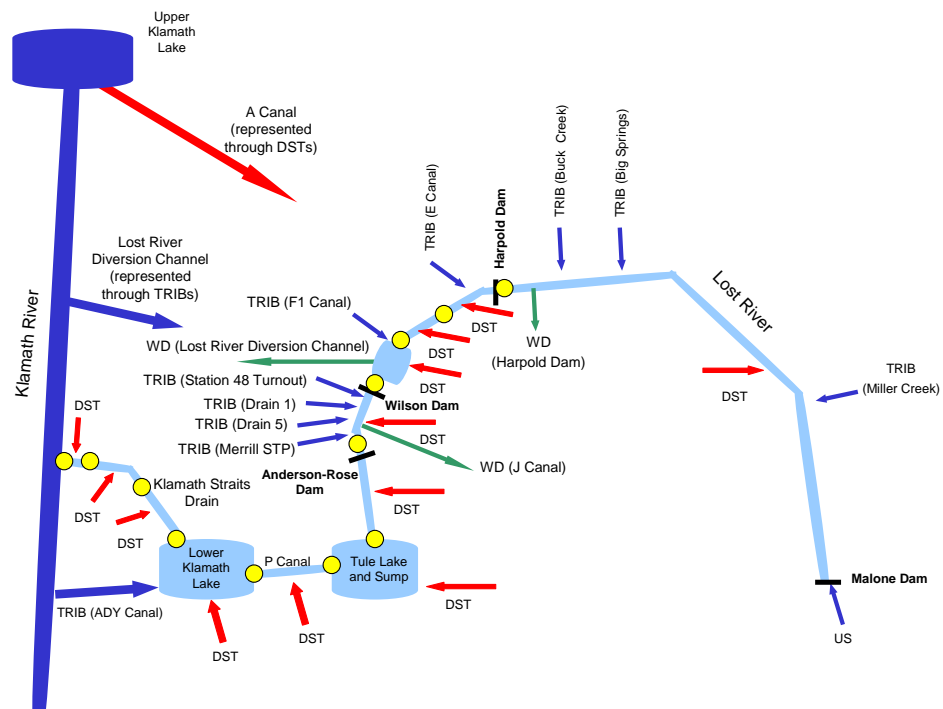 Upper
Klamath
Lake
A Canal
(represented
through DSTs)
Lost River
Diversion Channel
(represented
through TRIBs)
Klamath River
TRIB (E Canal)
Harpold Dam
TRIB (Buck Creek)
TRIB (Big Springs)
Lost River
TRIB (F1 Canal)
DST
WD (Lost River Diversion Channel)
DST
WD
(Harpold Dam)
DST
TRIB
(Miller Creek)
DST
TRIB (Station 48 Turnout)
TRIB (Drain 1)
Wilson Dam
TRIB (Drain 5)
DST
TRIB (Merrill STP)
WD (J Canal)
Anderson-Rose
Dam
DST
DST
Klamath Straits
Drain
DST
DST
DST
Lower
Klamath
Lake
P Canal
Tule Lake
and Sump
Malone Dam
TRIB (ADY Canal)
DST
DST
DST
US